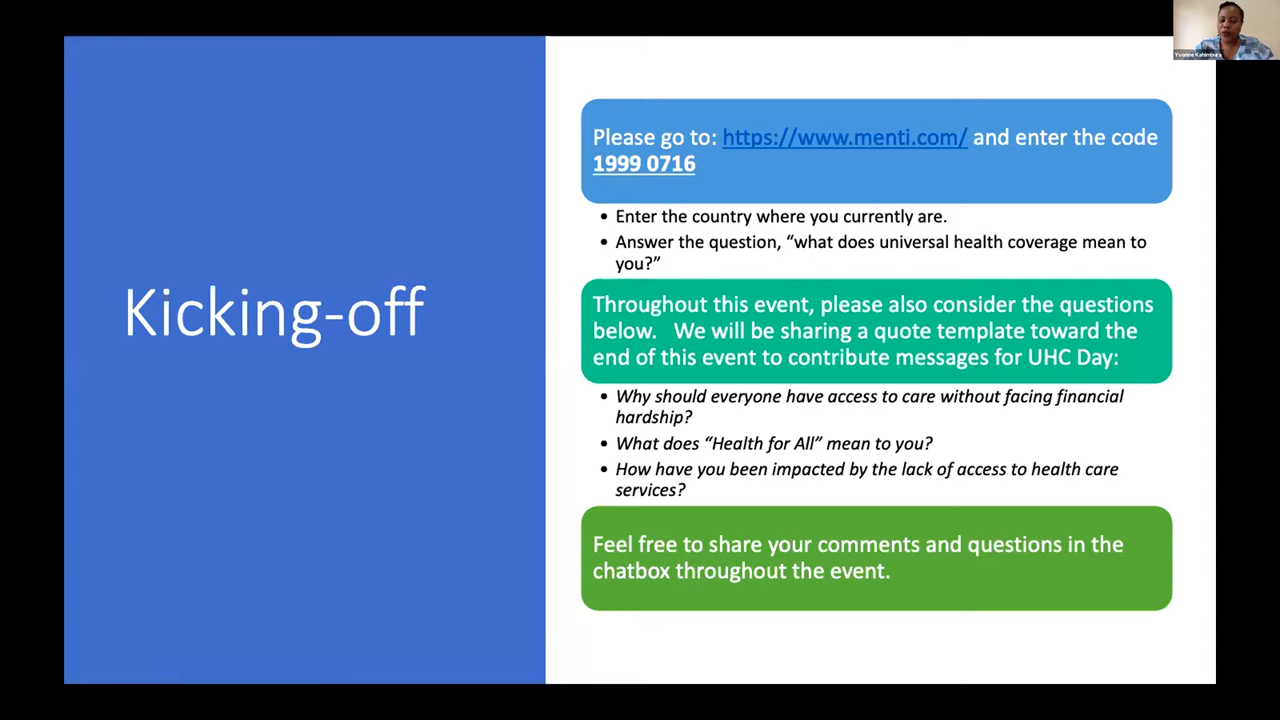 Yvonne Kahimbura
Kicking-off
Please go to: https://www.menti.com/ and enter the code
1999 0716
• Enter the country where you currently are.
• Answer the question, “what does universal health coverage mean to
you?”
Throughout this event, please also consider the questions
below. We will be sharing a quote template toward the
end of this event to contribute messages for UHC Day:
• Why should everyone have access to care without facing financial
hardship?
• What does “Health for All” mean to you?
• How have you been impacted by the lack of access to health care
services?
Feel free to share your comments and questions in the
chatbox throughout the event.